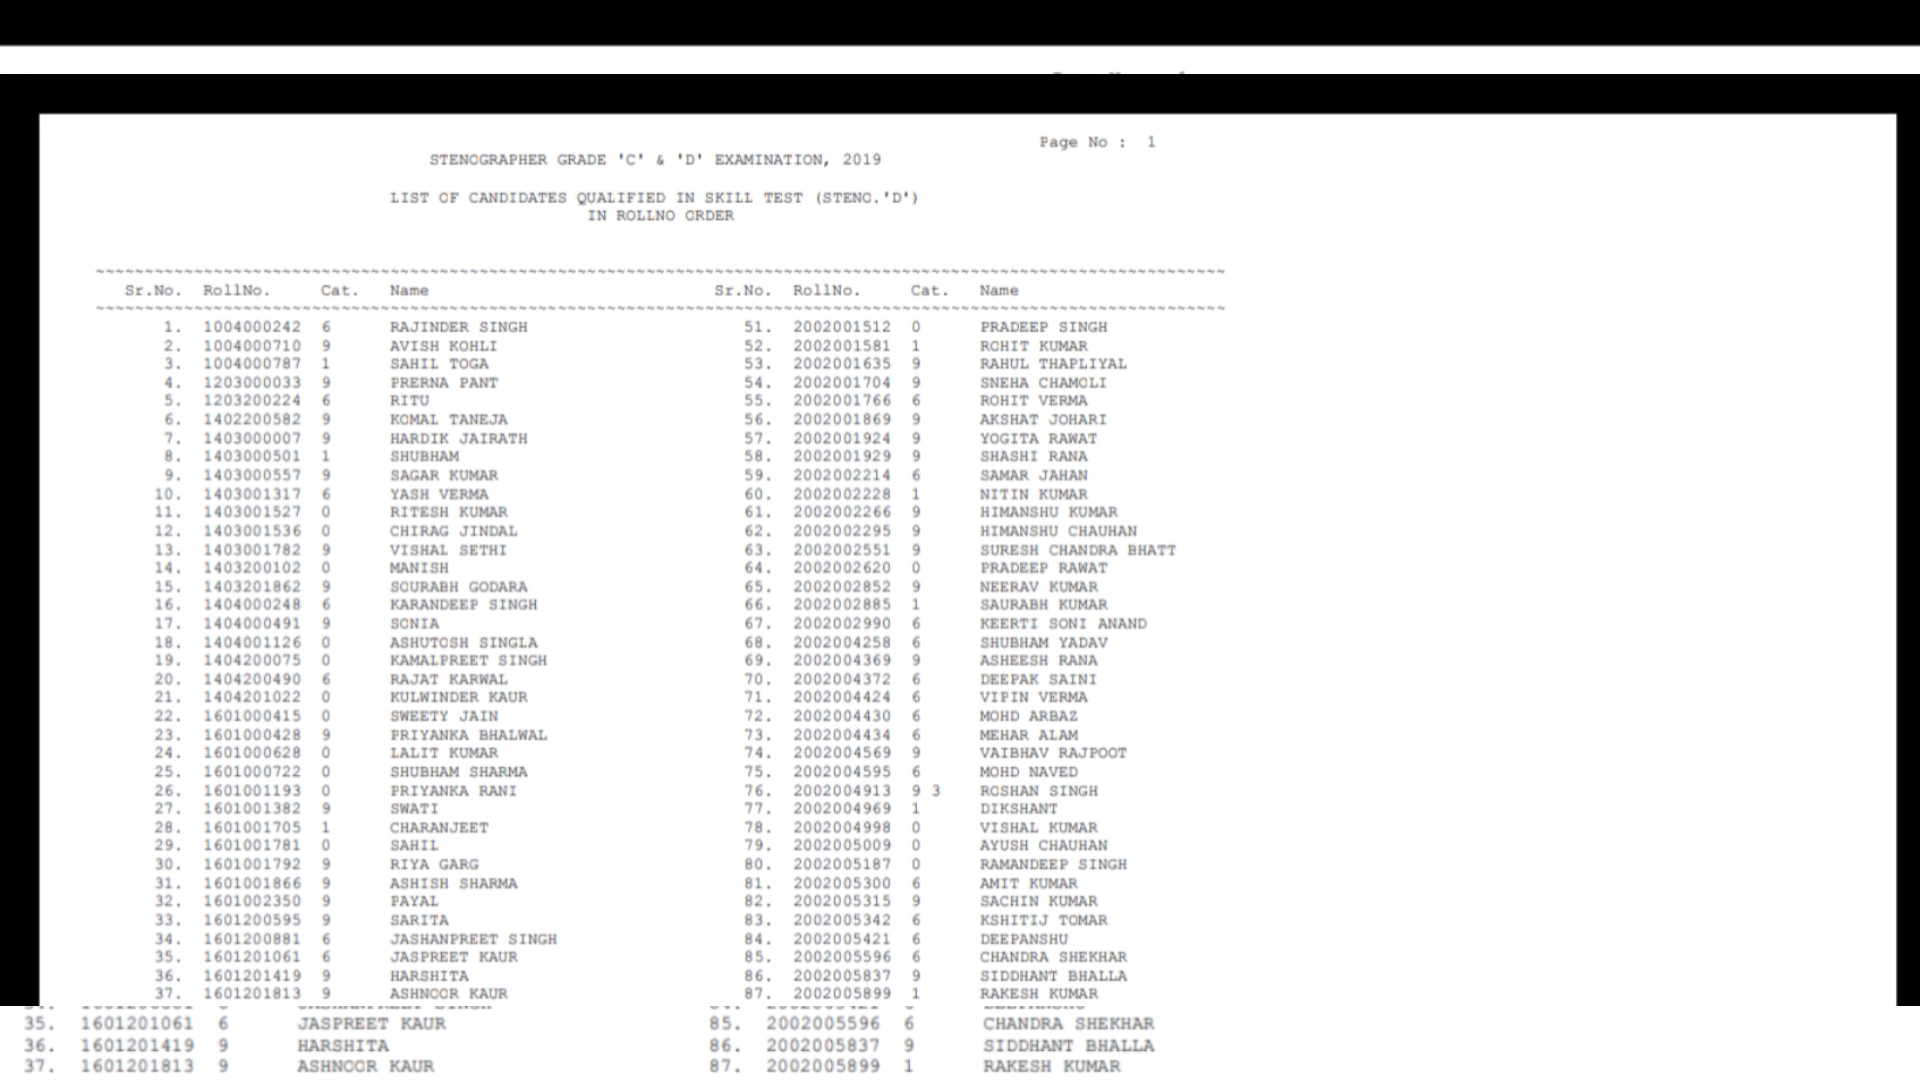 Page No : 1
STENOGRAPHER GRADE 'C' & 'D' EXAMINATION, 2019
LIST OF CANDIDATES QUALIFIED IN SKILL TEST (STENO.'D')
IN ROLLNO ORDER
Sr.No. RollNo. Cat. Name Sr.No. RollNo. Cat. Name
1. 1004000242 6 RAJINDER SINGH 51. 2002001512 0 PRADEEP SINGH
2. 1004000710 9 AVISH KOHLI 52. 2002001581 1 ROHIT KUMAR
3. 1004000787 1 SAHIL TOGA 53. 2002001635 9 RAHUL THAPLIYAL
4. 1203000033 9 PRERNA PANT 54. 2002001704 9 SNEHA CHAMOLI
5. 1203200224 6 RITU 55. 2002001766 6 ROHIT VERMA
6. 1402200582 9 KOMAL TANEJA 56. 2002001869 9 AKSHAT JOHARI
7. 1403000007 9 HARDIK JAIRATH 57. 2002001924 9 YOGITA RAWAT
8. 1403000501 1 SHUBHAM 58. 2002001929 9 SHASHI RANA
9. 1403000557 9 SAGAR KUMAR 59. 2002002214 6 SAMAR JAHAN
10. 1403001317 6 YASH VERMA 60. 2002002228 1 NITIN KUMAR
11. 1403001527 0 RITESH KUMAR 61. 2002002266 9 HIMANSHU KUMAR
12. 1403001536 0 CHIRAG JINDAL 62. 2002002295 9 HIMANSHU CHAUHAN
13. 1403001782 9 VISHAL SETHI 63. 2002002551 9 SURESH CHANDRA BHATT
14. 1403200102 0 MANISH 64. 2002002620 0 PRADEEP RAWAT
15. 1403201862 9 SOURABH GODARA 65. 2002002852 9 NEERAV KUMAR
16. 1404000248 6 KARANDEEP SINGH 66. 2002002885 1 SAURABH KUMAR
17. 1404000491 9 SONIA 67. 2002002990 6 KEERTI SONI ANAND
18. 1404001126 0 ASHUTOSH SINGLA 68. 2002004258 6 SHUBHAM YADAV
19. 1404200075 0 KAMALPREET SINGH 69. 2002004369 9 ASHEESH RANA
20. 1404200490 6 RAJAT KARWAL 70. 2002004372 6 DEEPAK SAINI
21. 1404201022 0 KULWINDER KAUR 71. 2002004424 6 VIPIN VERMA
22. 1601000415 0 SWEETY JAIN 72. 2002004430 6 MOHD ARBAZ
23. 1601000428 9 PRIYANKA BHALWAL 73. 2002004434 6 MEHAR ALAM
24. 1601000628 0 LALIT KUMAR 74. 2002004569 9 VAIBHAV RAJPOOT
25. 1601000722 0 SHUBHAM SHARMA 75. 2002004595 6 MOHD NAVED
26. 1601001193 0 PRIYANKA RANI 76. 2002004913 9 3 ROSHAN SINGH
27. 1601001382 9 SWATI 77. 2002004969 1 DIKSHANT
28. 1601001705 1 CHARANJEET 78. 2002004998 0 VISHAL KUMAR
29. 1601001781 0 SAHIL 79. 2002005009 0 AYUSH CHAUHAN
30. 1601001792 9 RIYA GARG 80. 2002005187 0 RAMANDEEP SINGH
31. 1601001866 9 ASHISH SHARMA 81. 2002005300 6 AMIT KUMAR
32. 1601002350 9 PAYAL 82. 2002005315 9 SACHIN KUMAR
33. 1601200595 9 SARITA 83. 2002005342 6 KSHITIJ TOMAR
34. 1601200881 6 JASHANPREET SINGH 84. 2002005421 6 DEEPANSHU
35. 1601201061 6 JASPREET KAUR 85. 2002005596 6 CHANDRA SHEKHAR
36. 1601201419 9 HARSHITA 86. 2002005837 9 SIDDHANT BHALLA
37. 1601201813 9 ASHNOOR KAUR 87. 2002005899 1 RAKESH KUMAR
35. 1601201061 6 JASPREET KAUR 85. 2002005596 6 CHANDRA SHEKHAR
36. 1601201419 9 HARSHITA 86. 2002005837 9 SIDDHANT BHALLA
37. 1601201813 9 ASHNOOR KAUR 87. 2002005899 1 RAKESH KUMAR